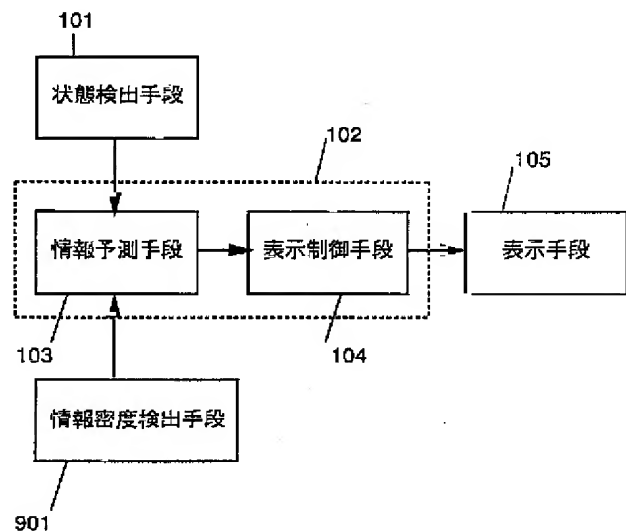 101
状態検出手段
102
105
情報予測手段
表示制御手段
表示手段
103
104
情報密度検出手段
901